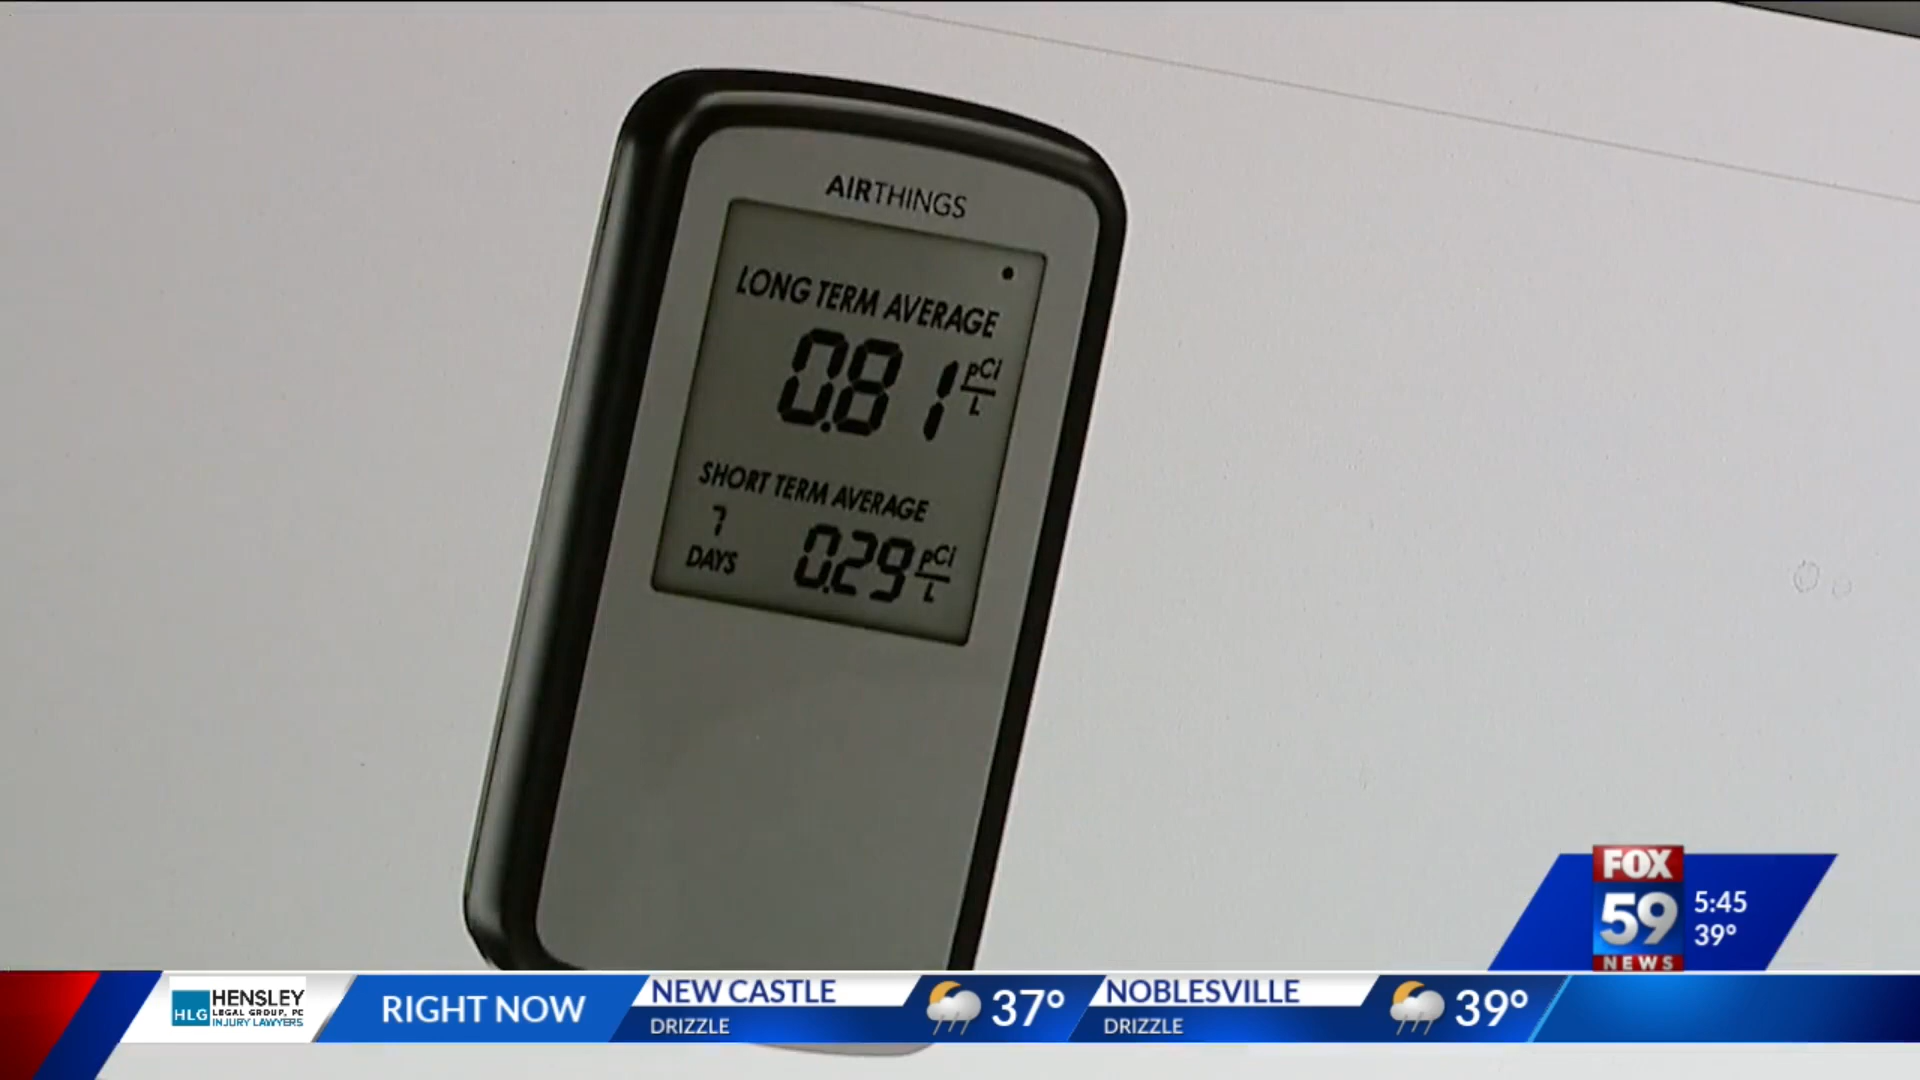 AIRTHINGS
LONG TERM AVERAGE
0.81 pCi/L
SHORT TERM AVERAGE
7 DAYS 0.29 pCi/L
FOX
59
NEWS
5:45
39°
HLG HENSLEY
LEGAL GROUP, PC
INJURY LAWYERS
RIGHT NOW
NEW CASTLE
DRIZZLE
37°
NOBLESVILLE
DRIZZLE
39°